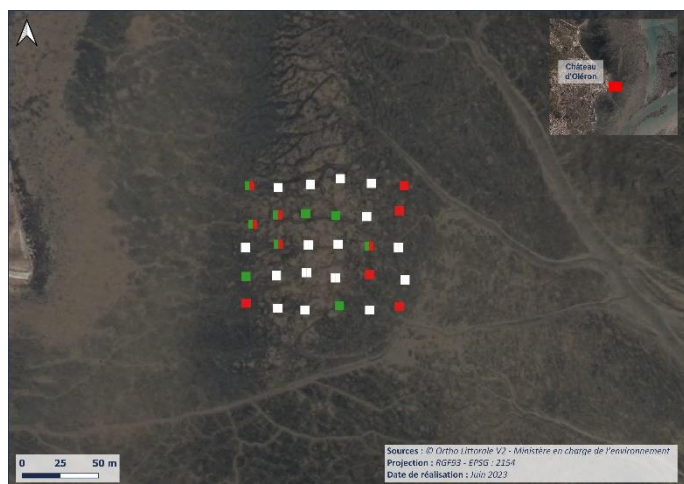 Château
d'Oléron
0 25 50 m
Sources : © Ortho Littorale V2 - Ministère en charge de l'environnement
Projection : RGF93 - EPSG : 2154
Date de réalisation : Juin 2023